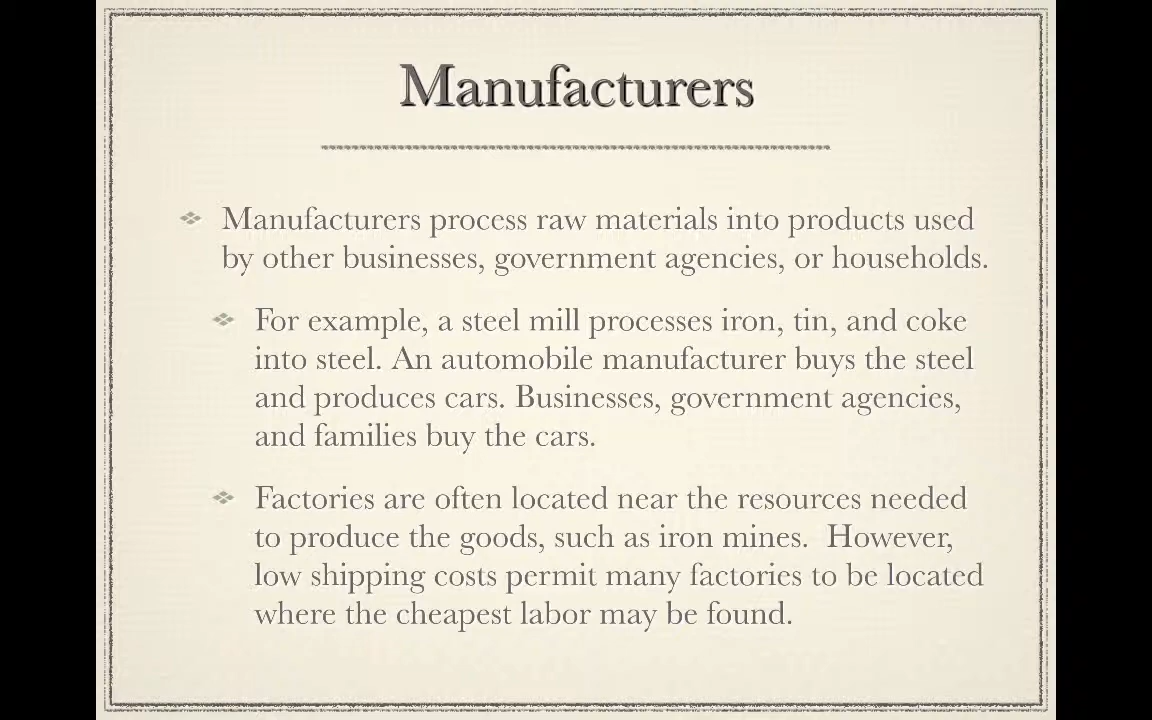 Manufacturers
Manufacturers process raw materials into products used
by other businesses, government agencies, or households.
For example, a steel mill processes iron, tin, and coke
into steel. An automobile manufacturer buys the steel
and produces cars. Businesses, government agencies,
and families buy the cars.
Factories are often located near the resources needed
to produce the goods, such as iron mines.  However,
low shipping costs permit many factories to be located
where the cheapest labor may be found.